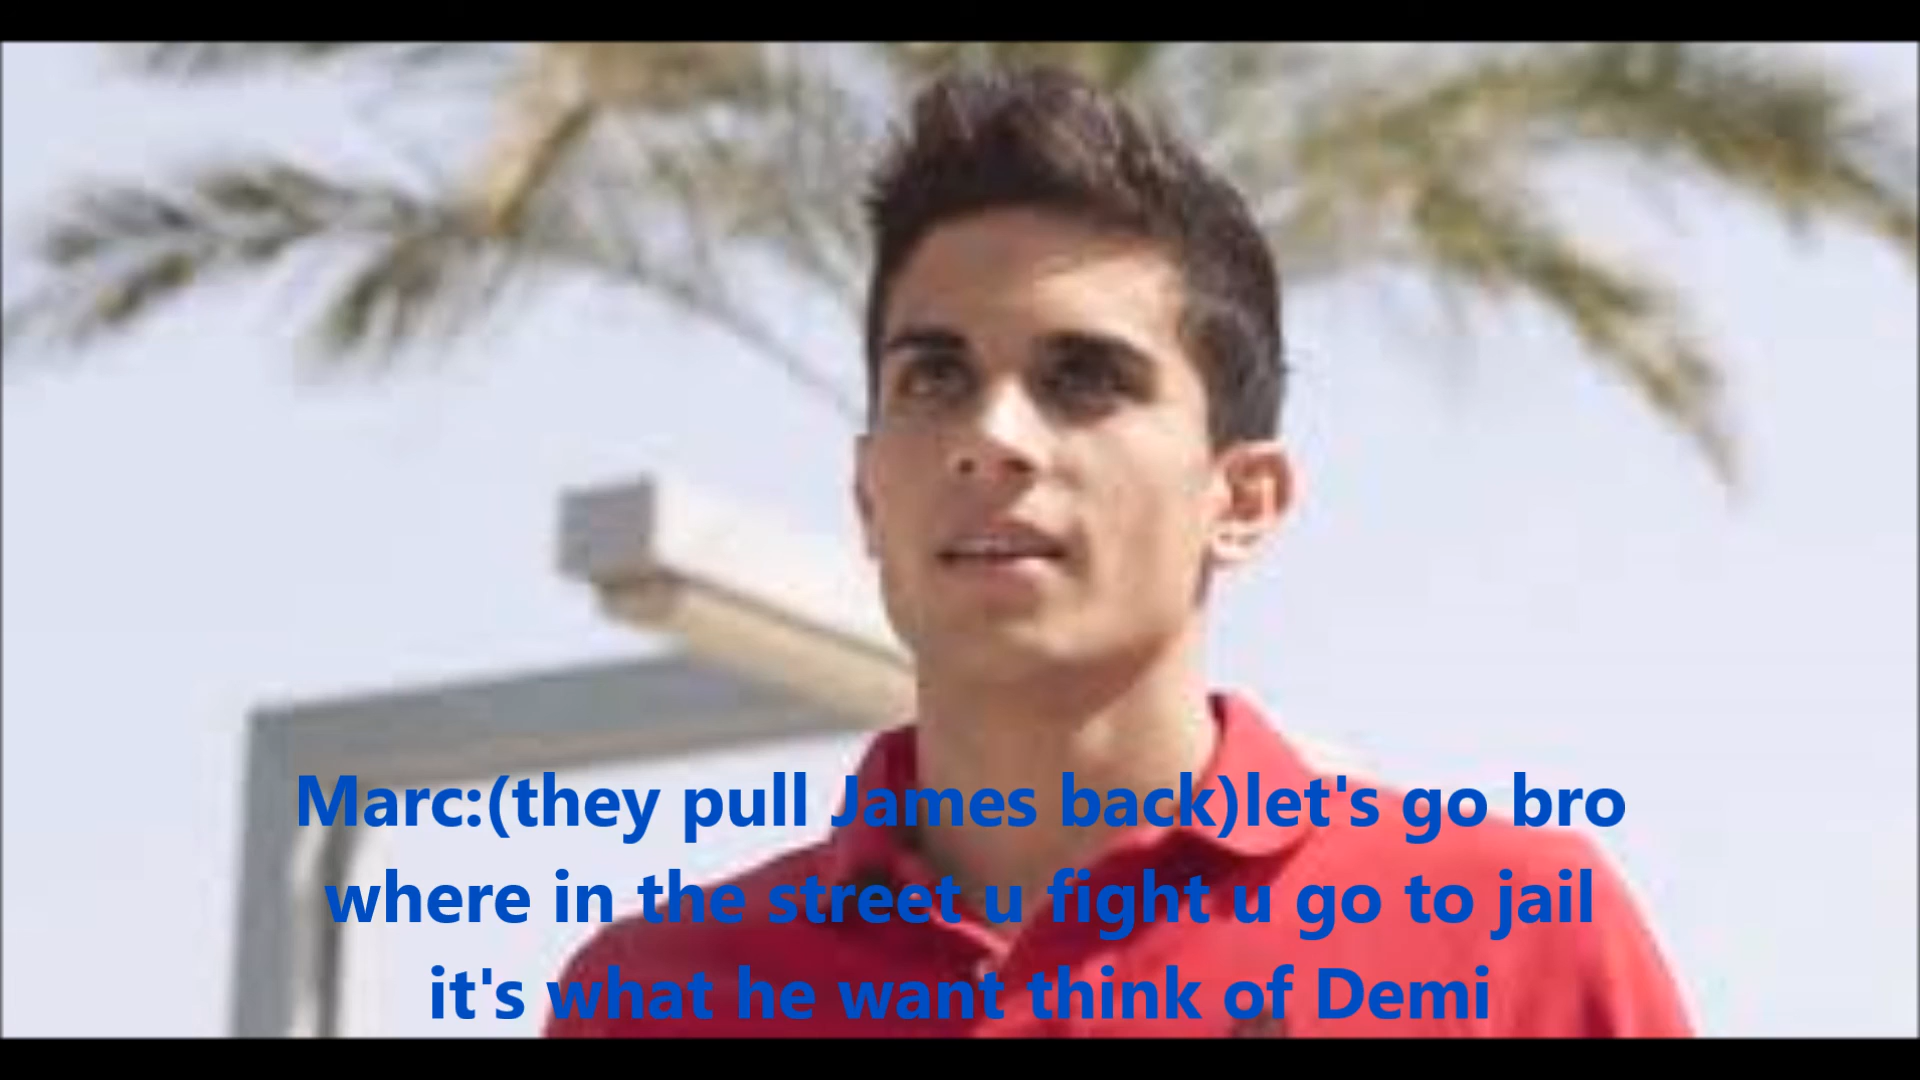 Marc:(they pull James back)let's go bro
where in the street u fight u go to jail
it's what he want think of Demi